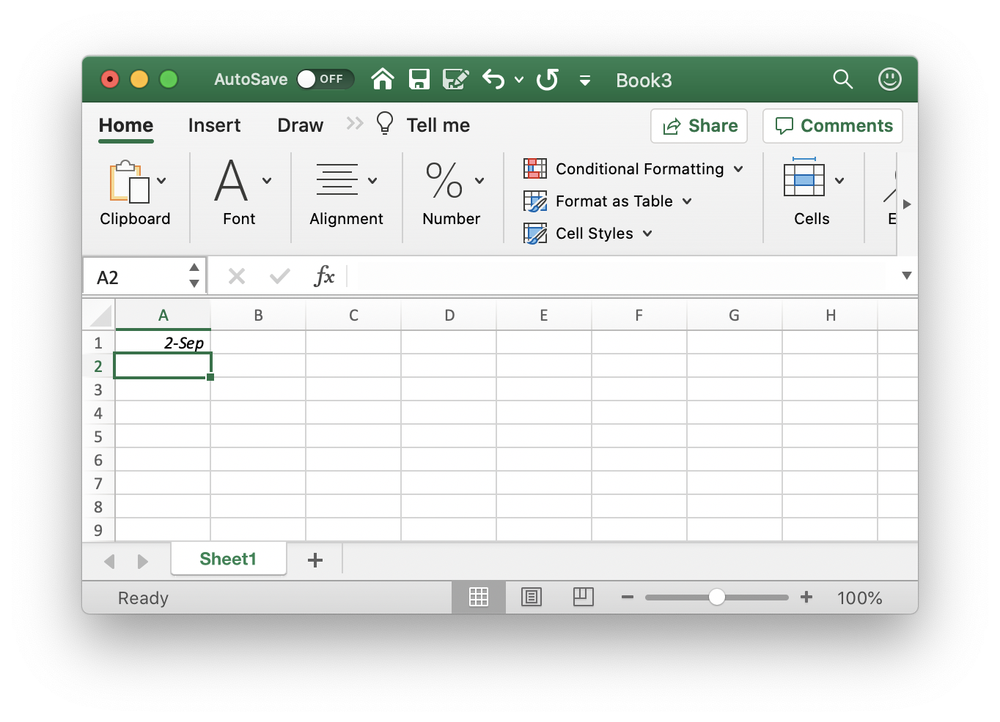 AutoSave OFF Book3
Home Insert Draw Tell me Share Comments
Clipboard Font Alignment Number Conditional Formatting Format as Table Cell Styles Cells E
A2 fx
A B C D E F G H
1 2-Sep
2
3
4
5
6
7
8
9
Sheet1 +
Ready 100%